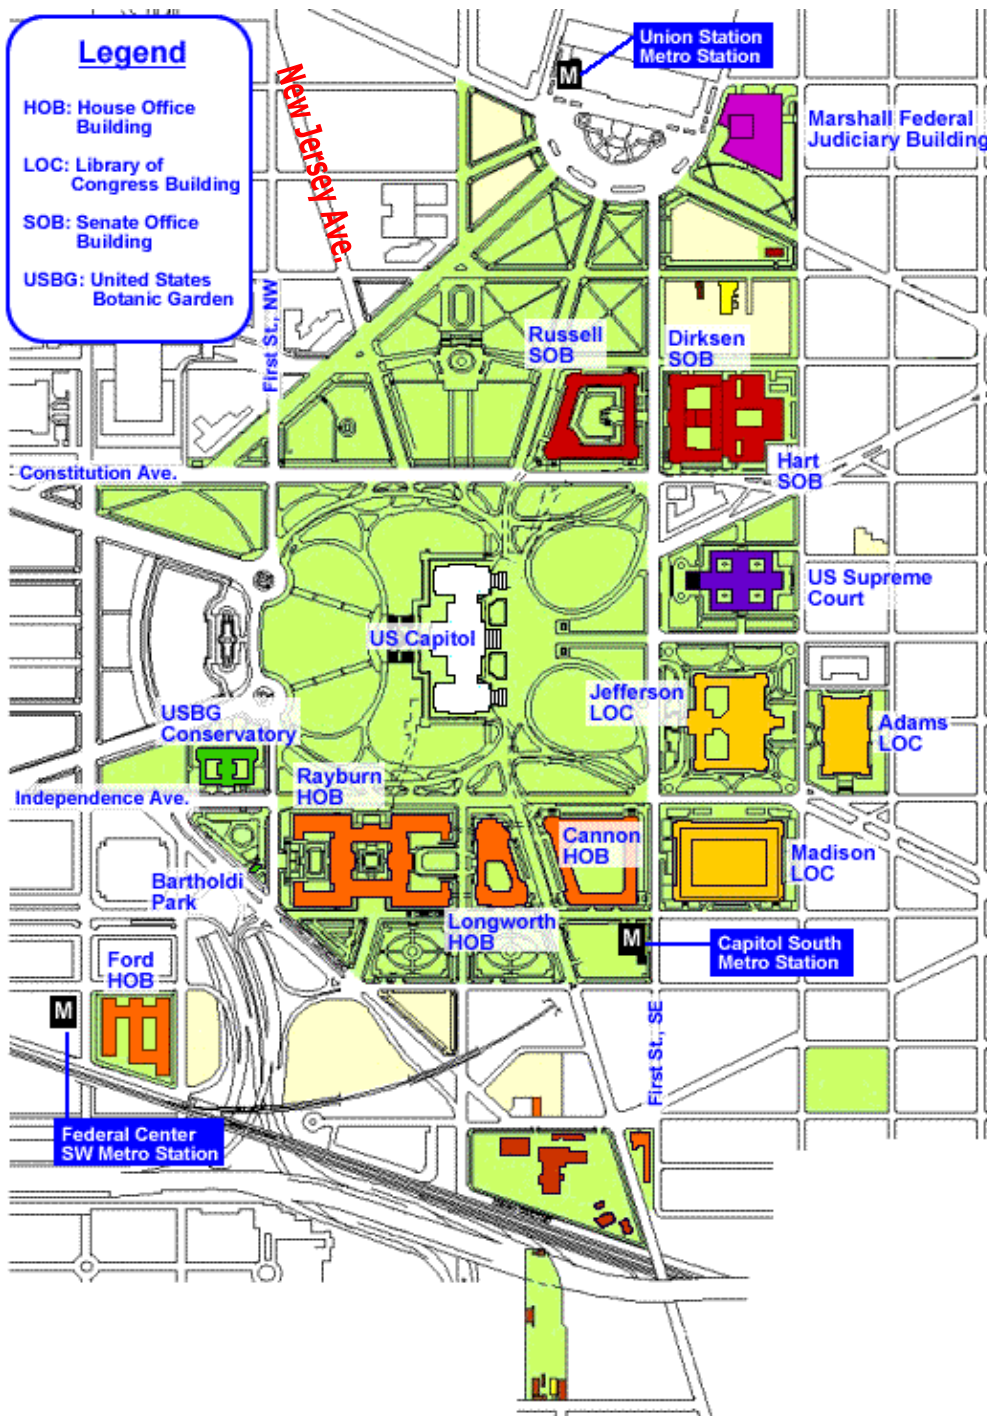 Legend
HOB: House Office
Building
LOC: Library of
Congress Building
SOB: Senate Office
Building
USBG: United States
Botanic Garden
New Jersey Ave.
First St., NW
Union Station
Metro Station
M
Marshall Federal
Judiciary Building
Russell
SOB
Dirksen
SOB
Hart
SOB
Constitution Ave.
US Supreme
Court
US Capitol
Jefferson
LOC
Adams
LOC
USBG
Conservatory
Independence Ave.
Rayburn
HOB
Cannon
HOB
Madison
LOC
Bartholdi
Park
Longworth
HOB
M
Capitol South
Metro Station
Ford
HOB
M
First St., SE
Federal Center
SW Metro Station